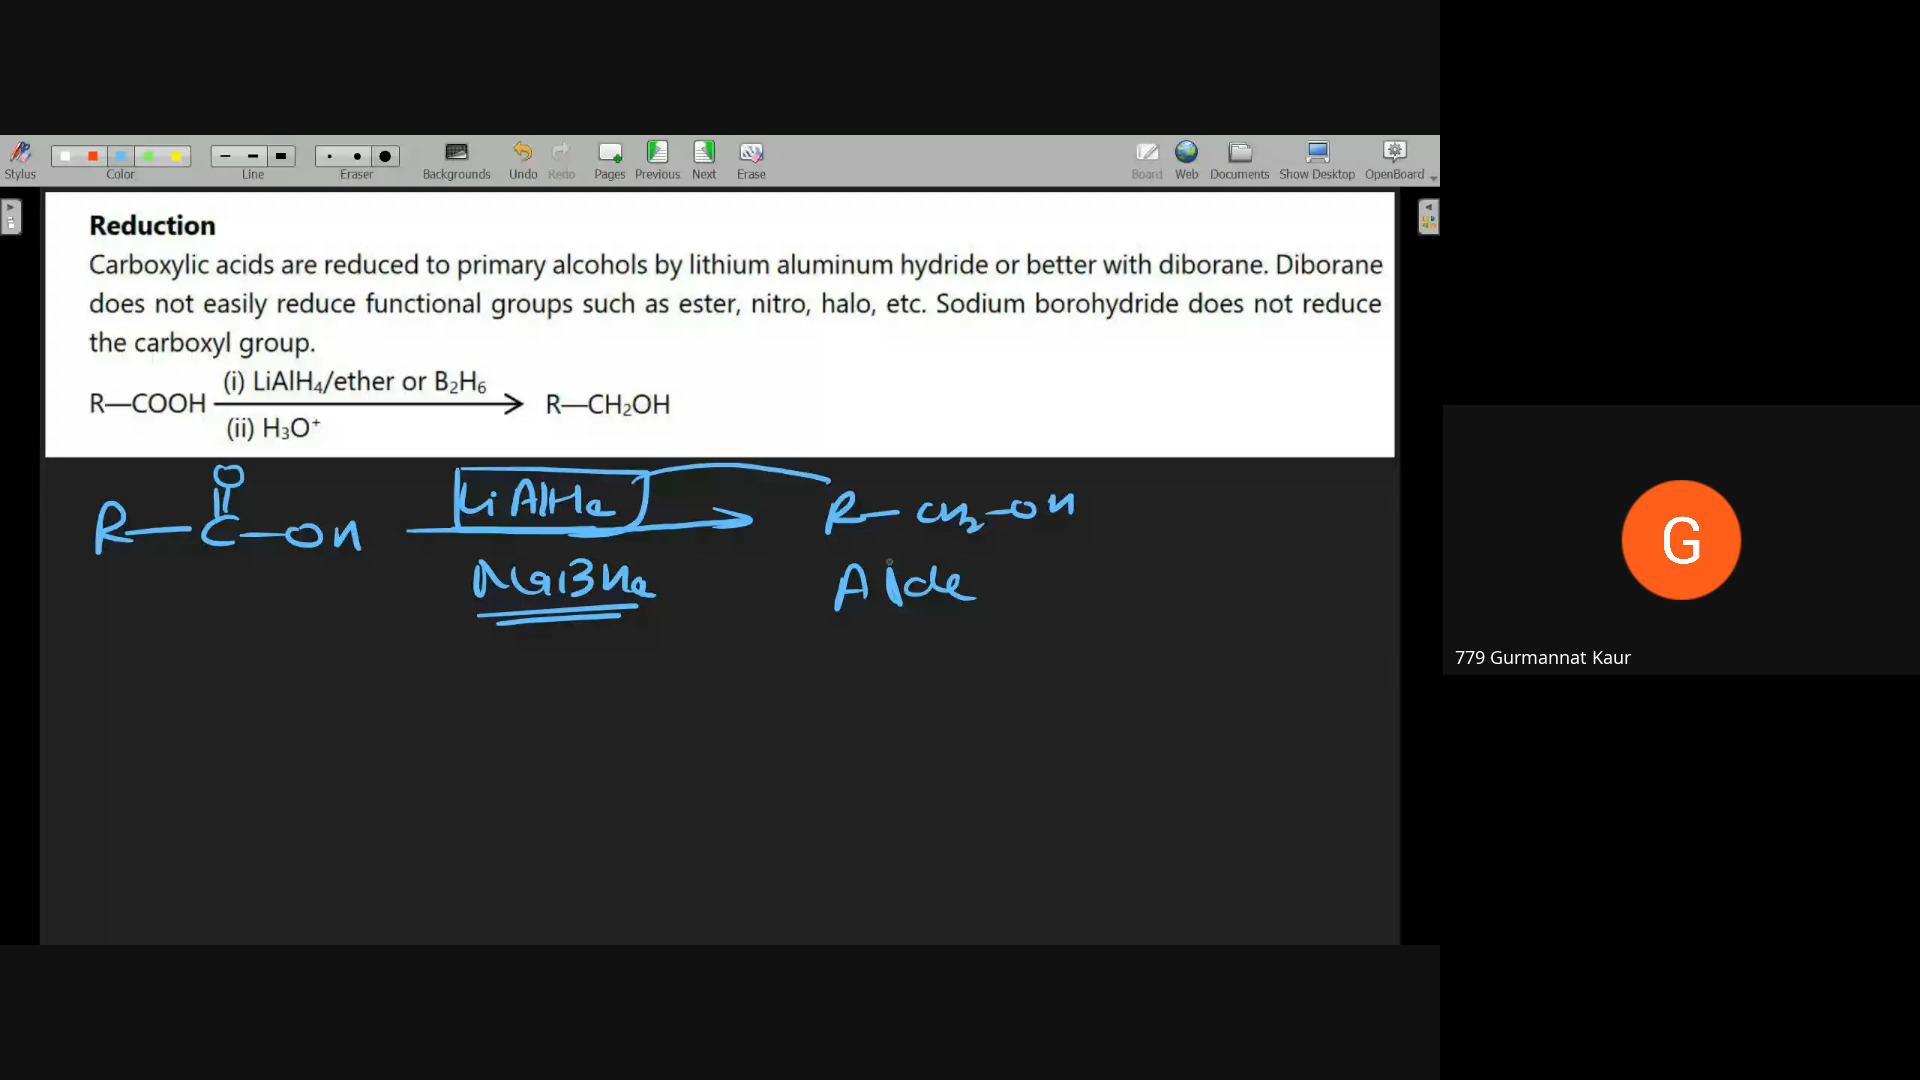 Stylus
Color
Line
Eraser
Backgrounds
Undo
Redo
Pages
Previous
Next
Erase
Board
Web
Documents
Show Desktop
OpenBoard
Reduction
Carboxylic acids are reduced to primary alcohols by lithium aluminum hydride or better with diborane. Diborane
does not easily reduce functional groups such as ester, nitro, halo, etc. Sodium borohydride does not reduce
the carboxyl group.
(i) LiAlH₄/ether or B₂H₆
R—COOH → R—CH₂OH
(ii) H₃O⁺
O
LiAlH₄
R—C—OH → R—CH₂—OH
NaBH₄
Alde
G
779 Gurmannat Kaur